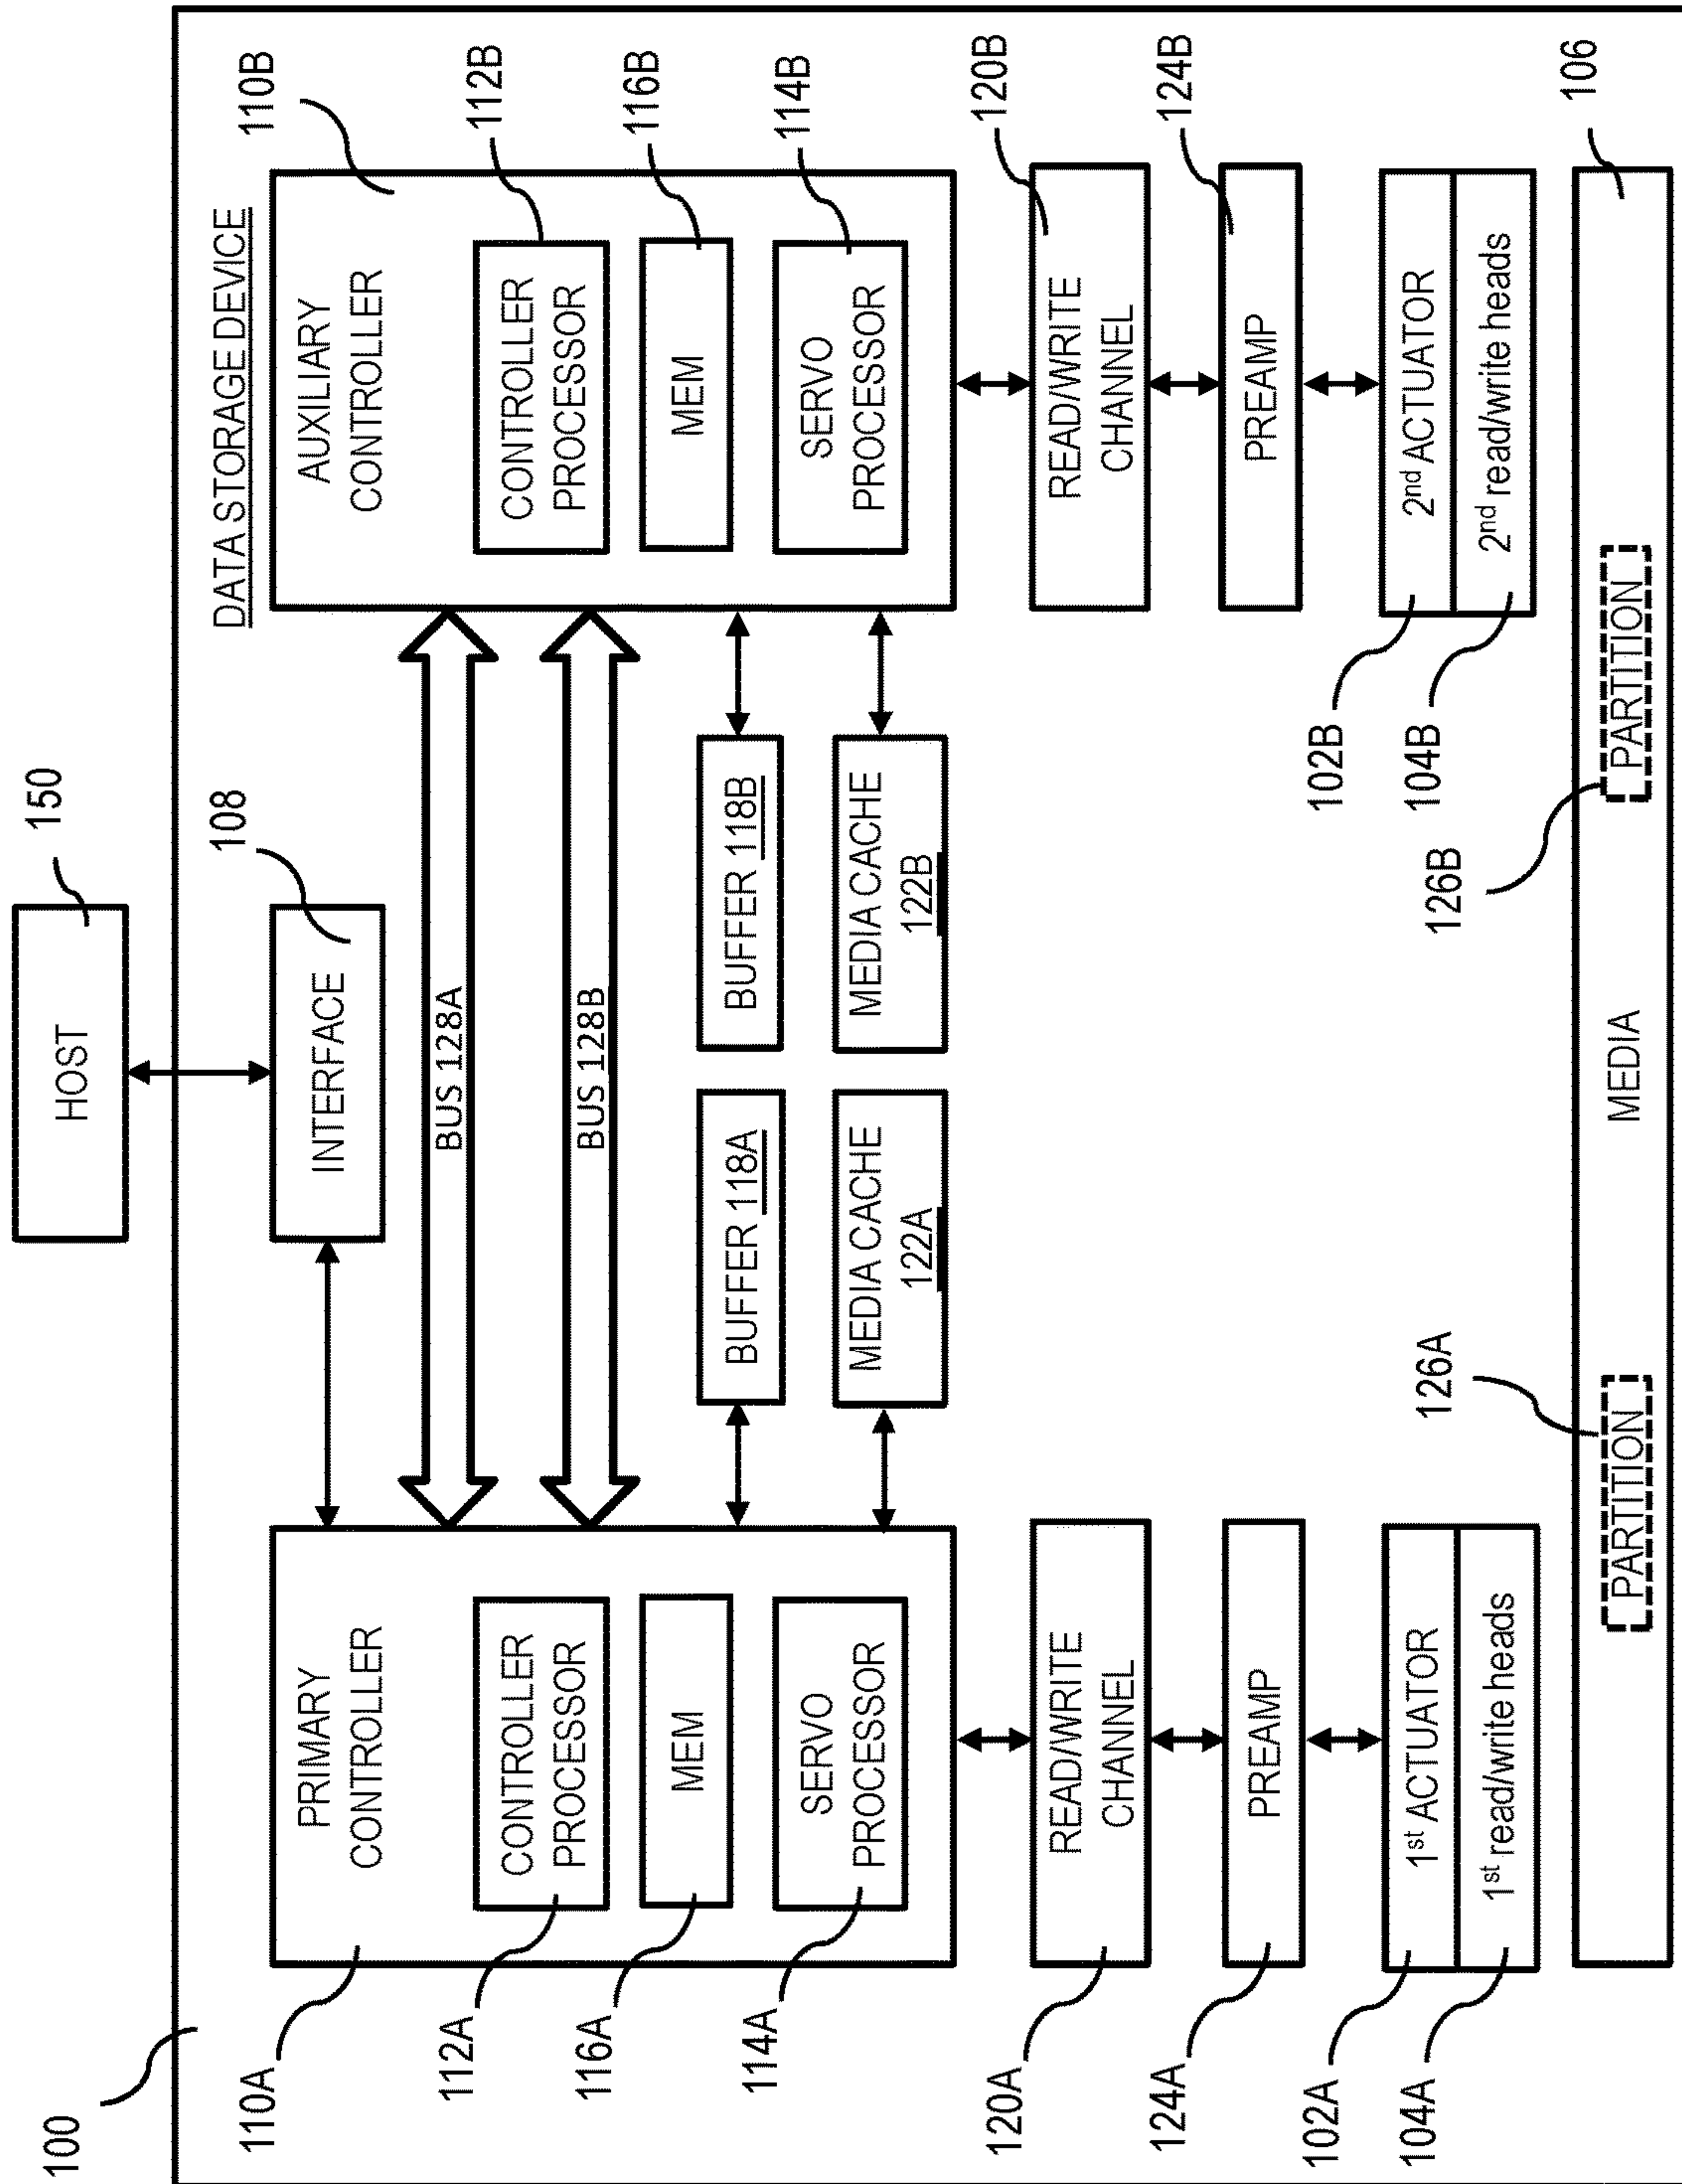 HOST
150
100
DATA STORAGE DEVICE
INTERFACE
108
PRIMARY
CONTROLLER
110A
CONTROLLER
PROCESSOR
112A
MEM
116A
SERVO
PROCESSOR
114A
BUS 128A
BUS 128B
BUFFER 118A
BUFFER 118B
MEDIA CACHE
122A
MEDIA CACHE
122B
AUXILIARY
CONTROLLER
110B
CONTROLLER
PROCESSOR
112B
MEM
116B
SERVO
PROCESSOR
114B
READ/WRITE
CHANNEL
120A
READ/WRITE
CHANNEL
120B
PREAMP
124A
PREAMP
124B
1st ACTUATOR
102A
1st read/write heads
104A
2nd ACTUATOR
102B
2nd read/write heads
104B
126A
PARTITION
MEDIA
126B
PARTITION
106